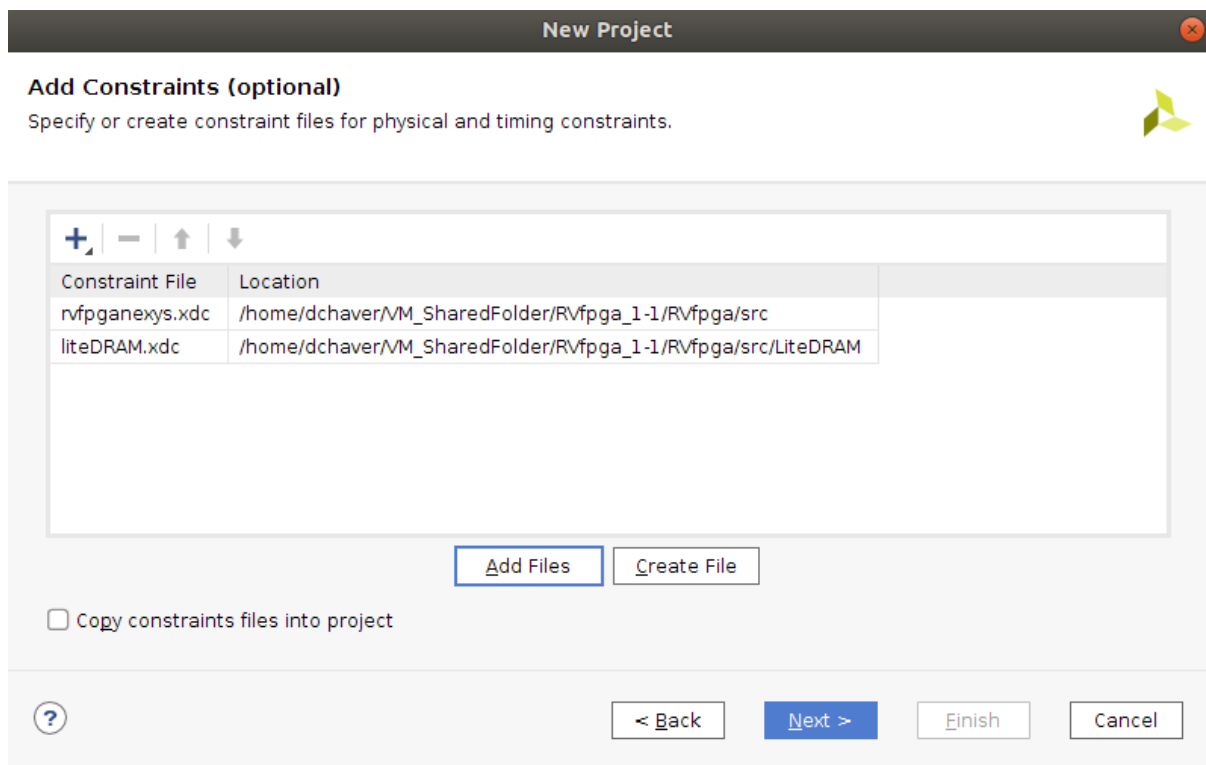 New Project
Add Constraints (optional)
Specify or create constraint files for physical and timing constraints.
Constraint File Location
rvfpganexys.xdc /home/dchaver/VM_SharedFolder/RVfpga_1-1/RVfpga/src
liteDRAM.xdc /home/dchaver/VM_SharedFolder/RVfpga_1-1/RVfpga/src/LiteDRAM
Add Files Create File
Copy constraints files into project
? < Back Next > Finish Cancel